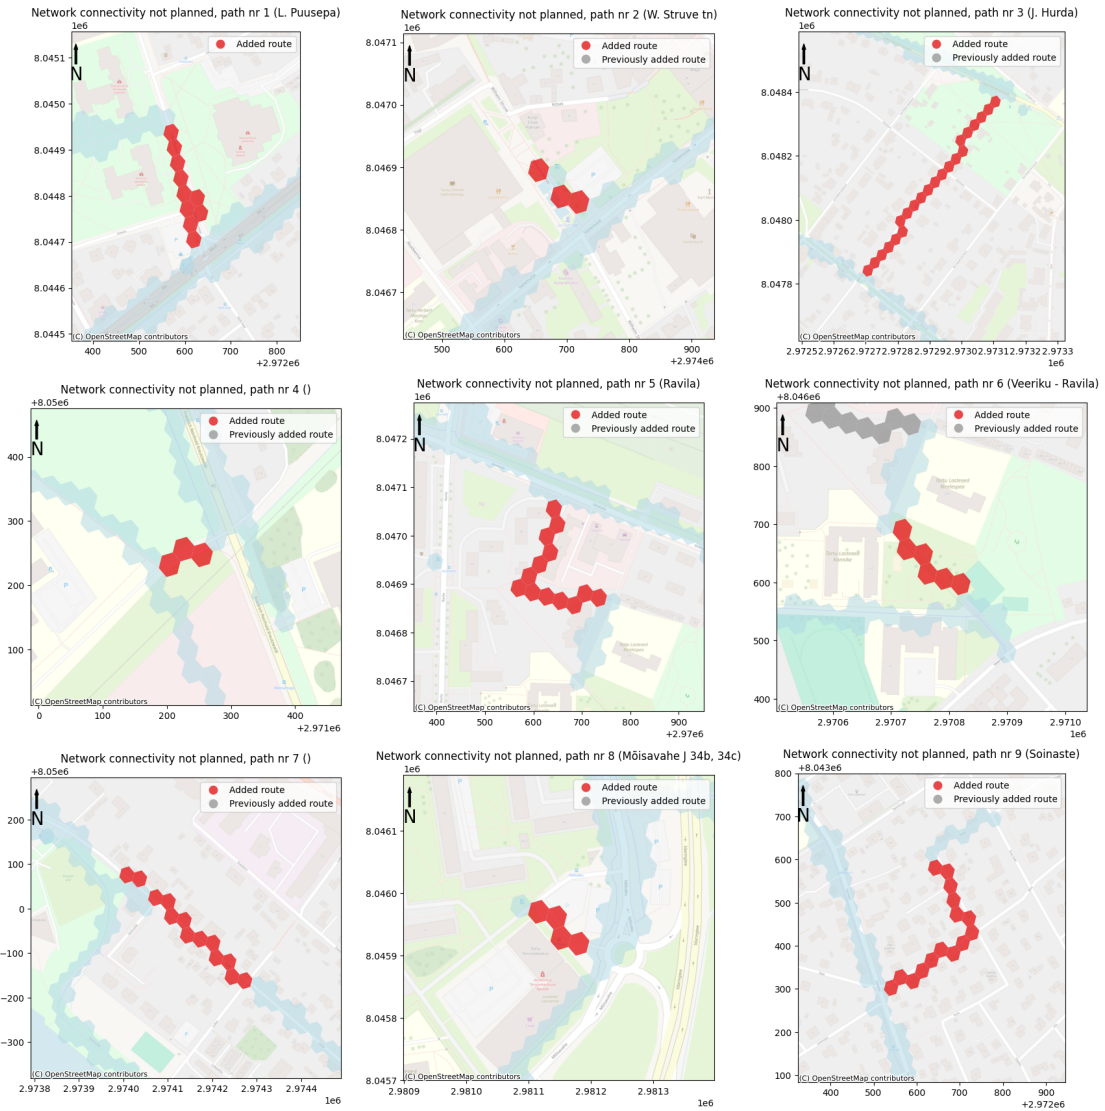 Network connectivity not planned, path nr 1 (L. Puusepa)
1e6
Added route
N
8.0451
8.0450
8.0449
8.0448
8.0447
8.0446
8.0445
(C) OpenStreetMap contributors
400 600 700 800
+2.972e6
Network connectivity not planned, path nr 2 (W. Struve tn)
1e6
Added route
Previously added route
N
8.0471
8.0470
8.0469
8.0468
8.0467
(C) OpenStreetMap contributors
500 600 700 800 900
+2.974e6
Network connectivity not planned, path nr 3 (J. Hurda)
1e6
Added route
Previously added route
N
8.0484
8.0482
8.0480
8.0478
(C) OpenStreetMap contributors
2.97252.97262.97272.97282.97292.97302.97312.97322.9733
1e6
Network connectivity not planned, path nr 4 ()
+8.05e6
Added route
Previously added route
N
400
300
200
100
(C) OpenStreetMap contributors
0 100 200 300 400
+2.971e6
Network connectivity not planned, path nr 5 (Ravila)
1e6
Added route
Previously added route
N
8.0472
8.0471
8.0470
8.0469
8.0468
8.0467
(C) OpenStreetMap contributors
400 500 600 700 800 900
+2.97e6
Network connectivity not planned, path nr 6 (Veeriku - Ravila)
+8.046e6
Added route
Previously added route
N
900
800
700
600
500
400
(C) OpenStreetMap contributors
2.9706 2.9707 2.9708 2.9709 2.9710
1e6
Network connectivity not planned, path nr 7 ()
+8.05e6
Added route
Previously added route
N
200
100
0
−100
−200
−300
(C) OpenStreetMap contributors
2.9738 2.9739 2.9740 2.9741 2.9742 2.9743 2.9744
1e6
Network connectivity not planned, path nr 8 (Mõisavahe J 34b, 34c)
1e6
Added route
Previously added route
N
8.0461
8.0460
8.0459
8.0458
8.0457
(C) OpenStreetMap contributors
2.9809 2.9810 2.9811 2.9812 2.9813
1e6
Network connectivity not planned, path nr 9 (Soinaste)
+8.043e6
Added route
Previously added route
N
800
700
600
500
400
300
200
100
(C) OpenStreetMap contributors
400 500 600 700 800 900
+2.972e6